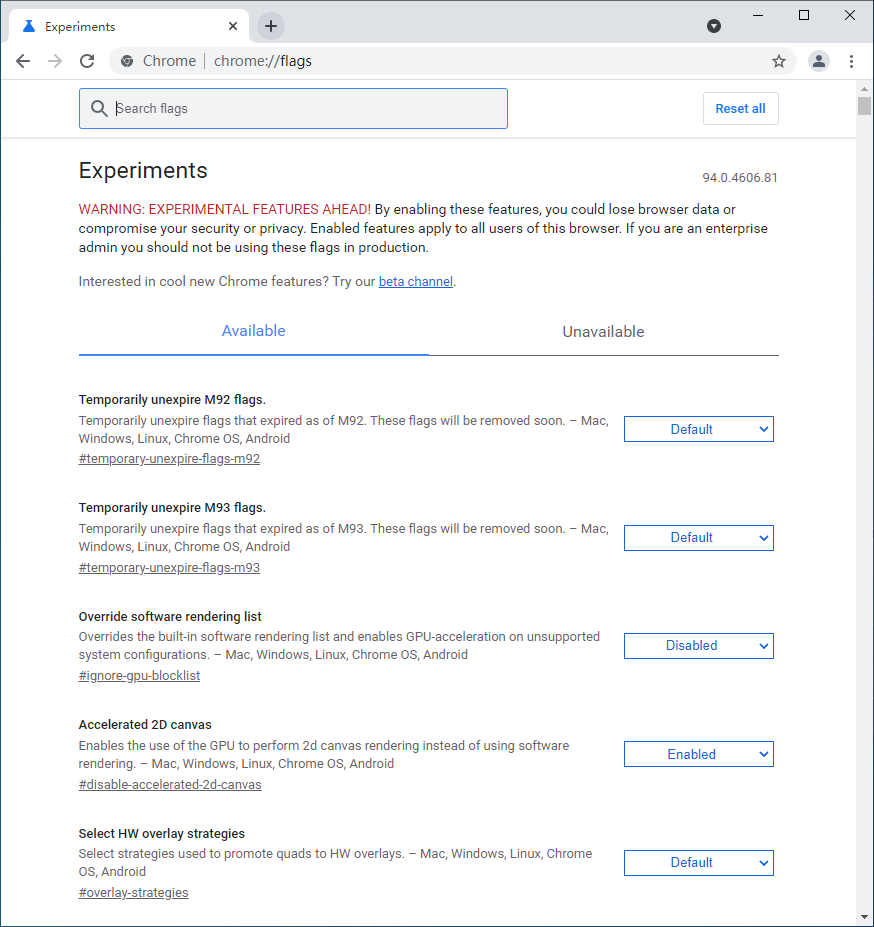 Experiments
Chrome | chrome://flags
Search flags
Reset all
Experiments
94.0.4606.81
WARNING: EXPERIMENTAL FEATURES AHEAD! By enabling these features, you could lose browser data or
compromise your security or privacy. Enabled features apply to all users of this browser. If you are an enterprise
admin you should not be using these flags in production.
Interested in cool new Chrome features? Try our beta channel.
Available
Unavailable
Temporarily unexpire M92 flags.
Temporarily unexpire flags that expired as of M92. These flags will be removed soon. – Mac,
Windows, Linux, Chrome OS, Android
#temporary-unexpire-flags-m92
Default
Temporarily unexpire M93 flags.
Temporarily unexpire flags that expired as of M93. These flags will be removed soon. – Mac,
Windows, Linux, Chrome OS, Android
#temporary-unexpire-flags-m93
Default
Override software rendering list
Overrides the built-in software rendering list and enables GPU-acceleration on unsupported
system configurations. – Mac, Windows, Linux, Chrome OS, Android
#ignore-gpu-blocklist
Disabled
Accelerated 2D canvas
Enables the use of the GPU to perform 2d canvas rendering instead of using software
rendering. – Mac, Windows, Linux, Chrome OS, Android
#disable-accelerated-2d-canvas
Enabled
Select HW overlay strategies
Select strategies used to promote quads to HW overlays. – Mac, Windows, Linux, Chrome
OS, Android
#overlay-strategies
Default